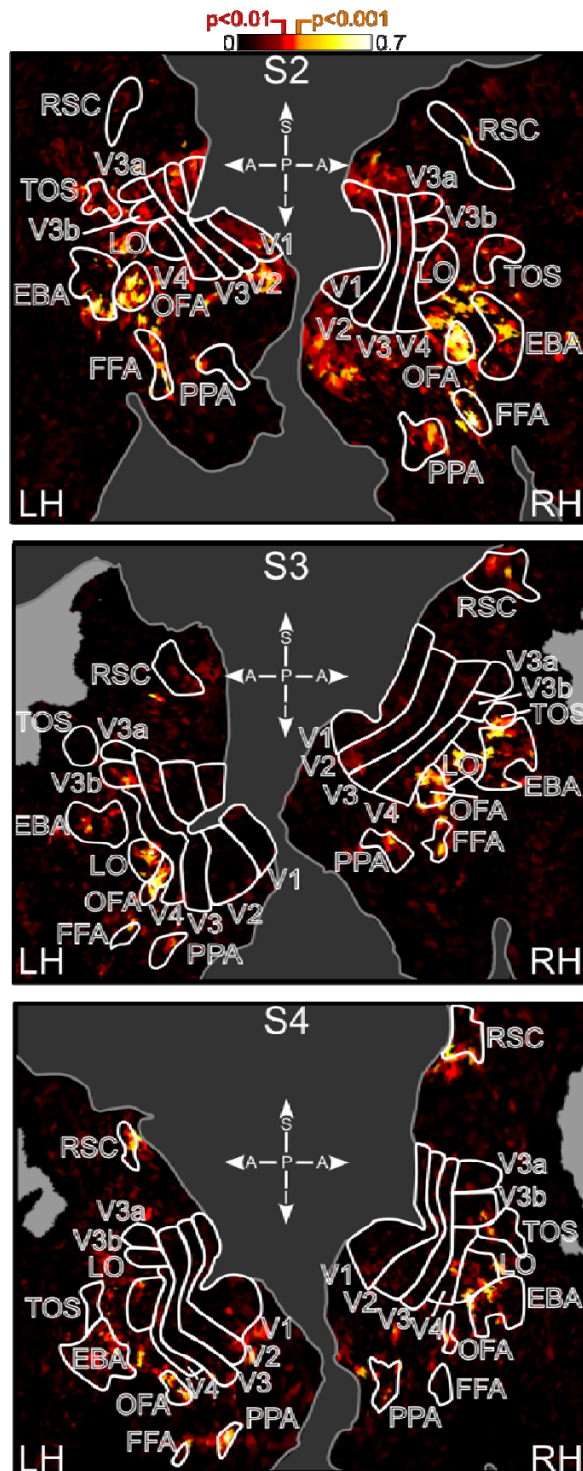 p<0.01 p<0.001
0 0.7
S2
RSC
RSC
S
A P A
I
V3a
V3a
TOS
V3b
V3b
LO
V1
LO
TOS
V4
V2
V1
EBA
OFA
V3
V2
V3
V4
EBA
OFA
FFA
PPA
FFA
PPA
LH
RH
S3
RSC
RSC
S
A P A
I
V3a
V3b
TOS
TOS
V3a
V1
V3b
V2
LO
EBA
EBA
V3
OFA
LO
V4
V1
FFA
OFA
V4
V3
V2
PPA
FFA
PPA
LH
RH
S4
RSC
RSC
S
A P A
I
V3a
V3a
V3b
V3b
TOS
LO
LO
V1
TOS
V2
EBA
V1
V3
V4
EBA
V2
OFA
V4
V3
OFA
PPA
FFA
PPA
FFA
LH
RH